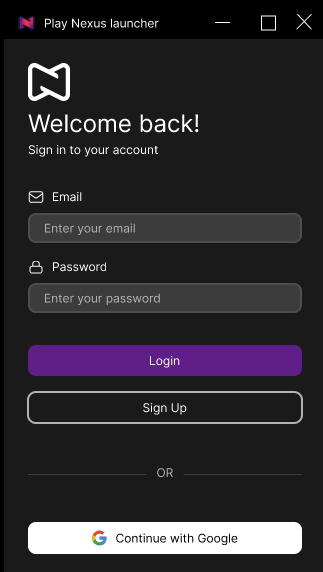 Play Nexus launcher
Welcome back!
Sign in to your account
Email
Enter your email
Password
Enter your password
Login
Sign Up
OR
Continue with Google